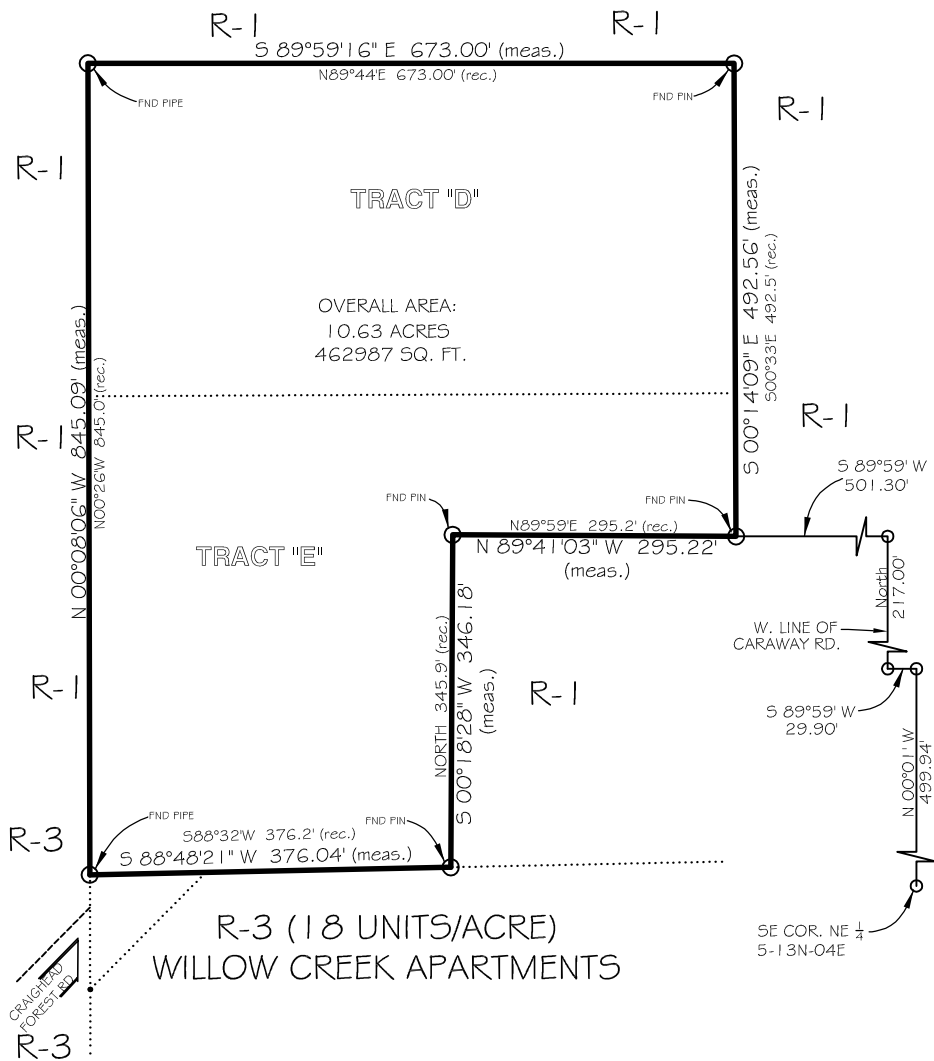 R-1
R-1
S 89°59'16" E 673.00' (meas.)
N89°44'E 673.00' (rec.)
FND PIPE
FND PIN
R-1
R-1
TRACT "D"
S 00°14'09" E 492.56' (meas.)
S00°33'E 492.5' (rec.)
OVERALL AREA:
10.63 ACRES
462987 SQ. FT.
N 00°08'06" W 845.09' (meas.)
N00°26'W 845.0' (rec.)
R-1
R-1
S 89°59' W
501.30'
FND PIN
FND PIN
N89°59'E 295.2' (rec.)
N 89°41'03" W 295.22'
(meas.)
TRACT "E"
North
217.00'
W. LINE OF
CARAWAY RD.
NORTH 345.9' (rec.)
S 00°18'28" W 346.18'
(meas.)
R-1
R-1
S 89°59' W
29.90'
N 00°01' W
499.94'
FND PIPE
FND PIN
S88°32'W 376.2' (rec.)
S 88°48'21" W 376.04' (meas.)
R-3
R-3 (18 UNITS/ACRE)
WILLOW CREEK APARTMENTS
SE COR. NE 1/4
5-13N-04E
CRAIGHEAD
FOREST RD.
R-3